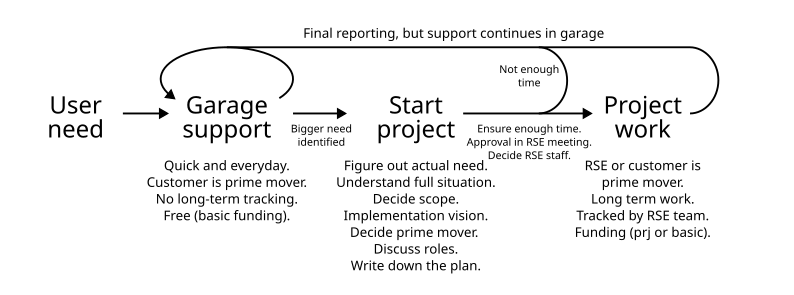 Final reporting, but support continues in garage
Not enough
time
User
need
Garage
support
Start
project
Project
work
Bigger need
identified
Ensure enough time.
Approval in RSE meeting.
Decide RSE staff.
Quick and everyday.
Customer is prime mover.
No long-term tracking.
Free (basic funding).
Figure out actual need.
Understand full situation.
Decide scope.
Implementation vision.
Decide prime mover.
Discuss roles.
Write down the plan.
RSE or customer is
prime mover.
Long term work.
Tracked by RSE team.
Funding (prj or basic).